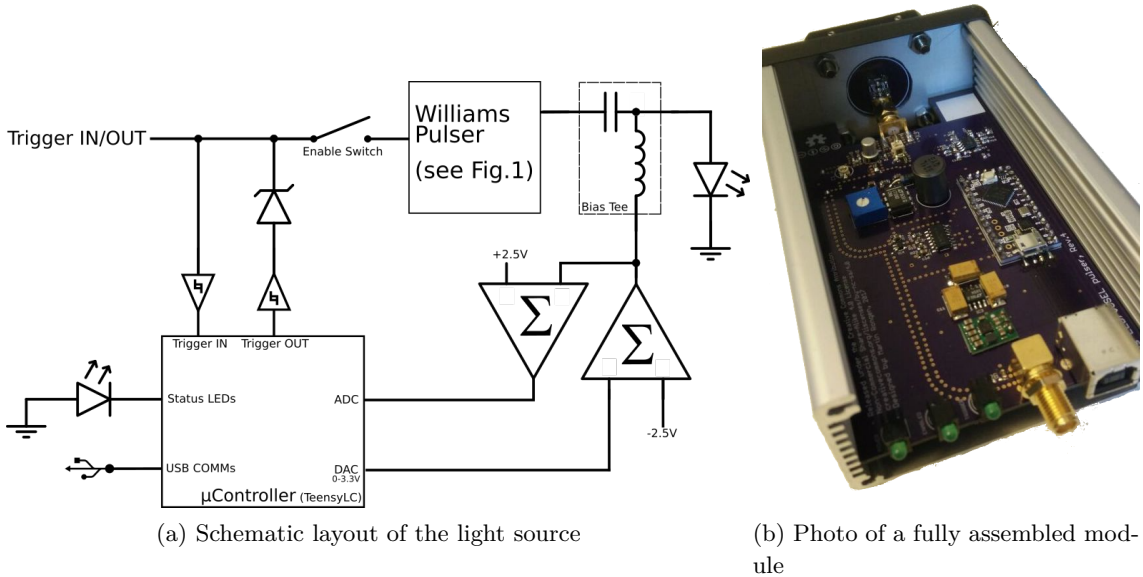 Trigger IN/OUT
Enable Switch
Williams
Pulser
(see Fig.1)
Bias Tee
+2.5V
Σ
Σ
-2.5V
Trigger IN
Trigger OUT
Status LEDs
ADC
USB COMMs
DAC
0-3.3V
μController (TeensyLC)
pulser, Rev.
(a) Schematic layout of the light source
(b) Photo of a fully assembled mod-
ule